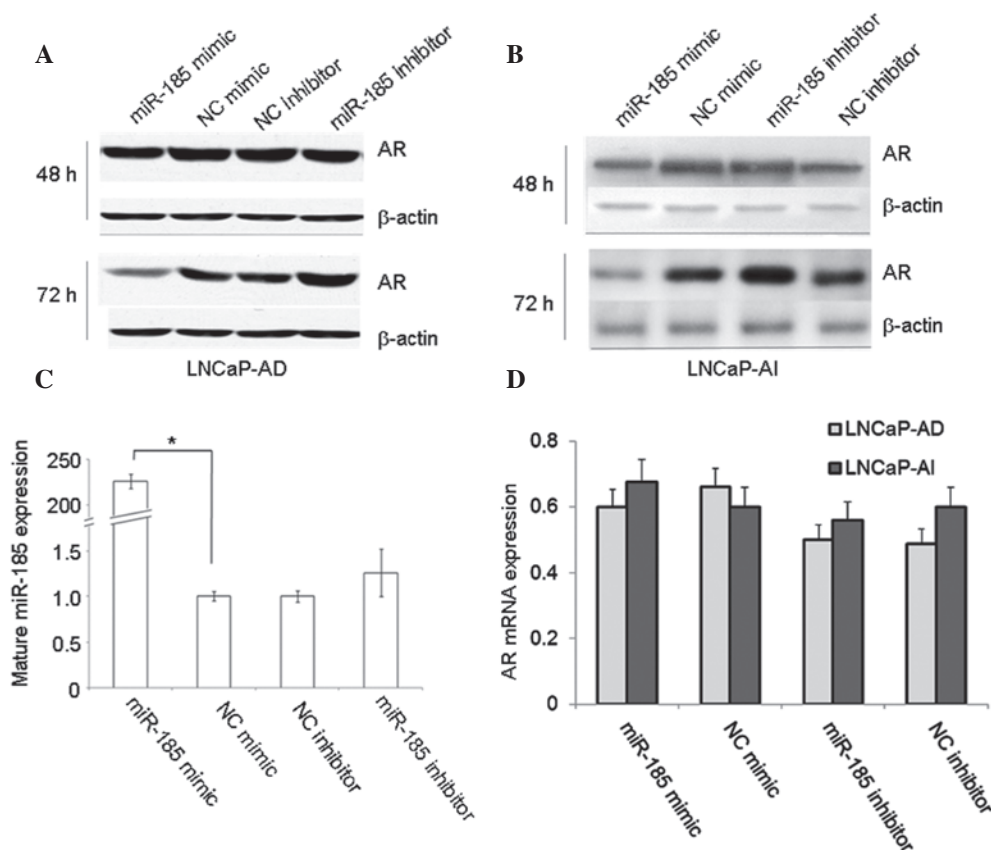 A
miR-185 mimic
NC mimic
NC inhibitor
miR-185 inhibitor
48 h
AR
β-actin
72 h
AR
β-actin
LNCaP-AD
B
miR-185 mimic
NC mimic
miR-185 inhibitor
NC inhibitor
48 h
AR
β-actin
72 h
AR
β-actin
LNCaP-AI
C
Mature miR-185 expression
250
200
1.5
1.0
0.5
0
*
miR-185 mimic
NC mimic
NC inhibitor
miR-185 inhibitor
D
AR mRNA expression
0.8
0.6
0.4
0.2
0
LNCaP-AD
LNCaP-AI
miR-185 mimic
NC mimic
miR-185 inhibitor
NC inhibitor